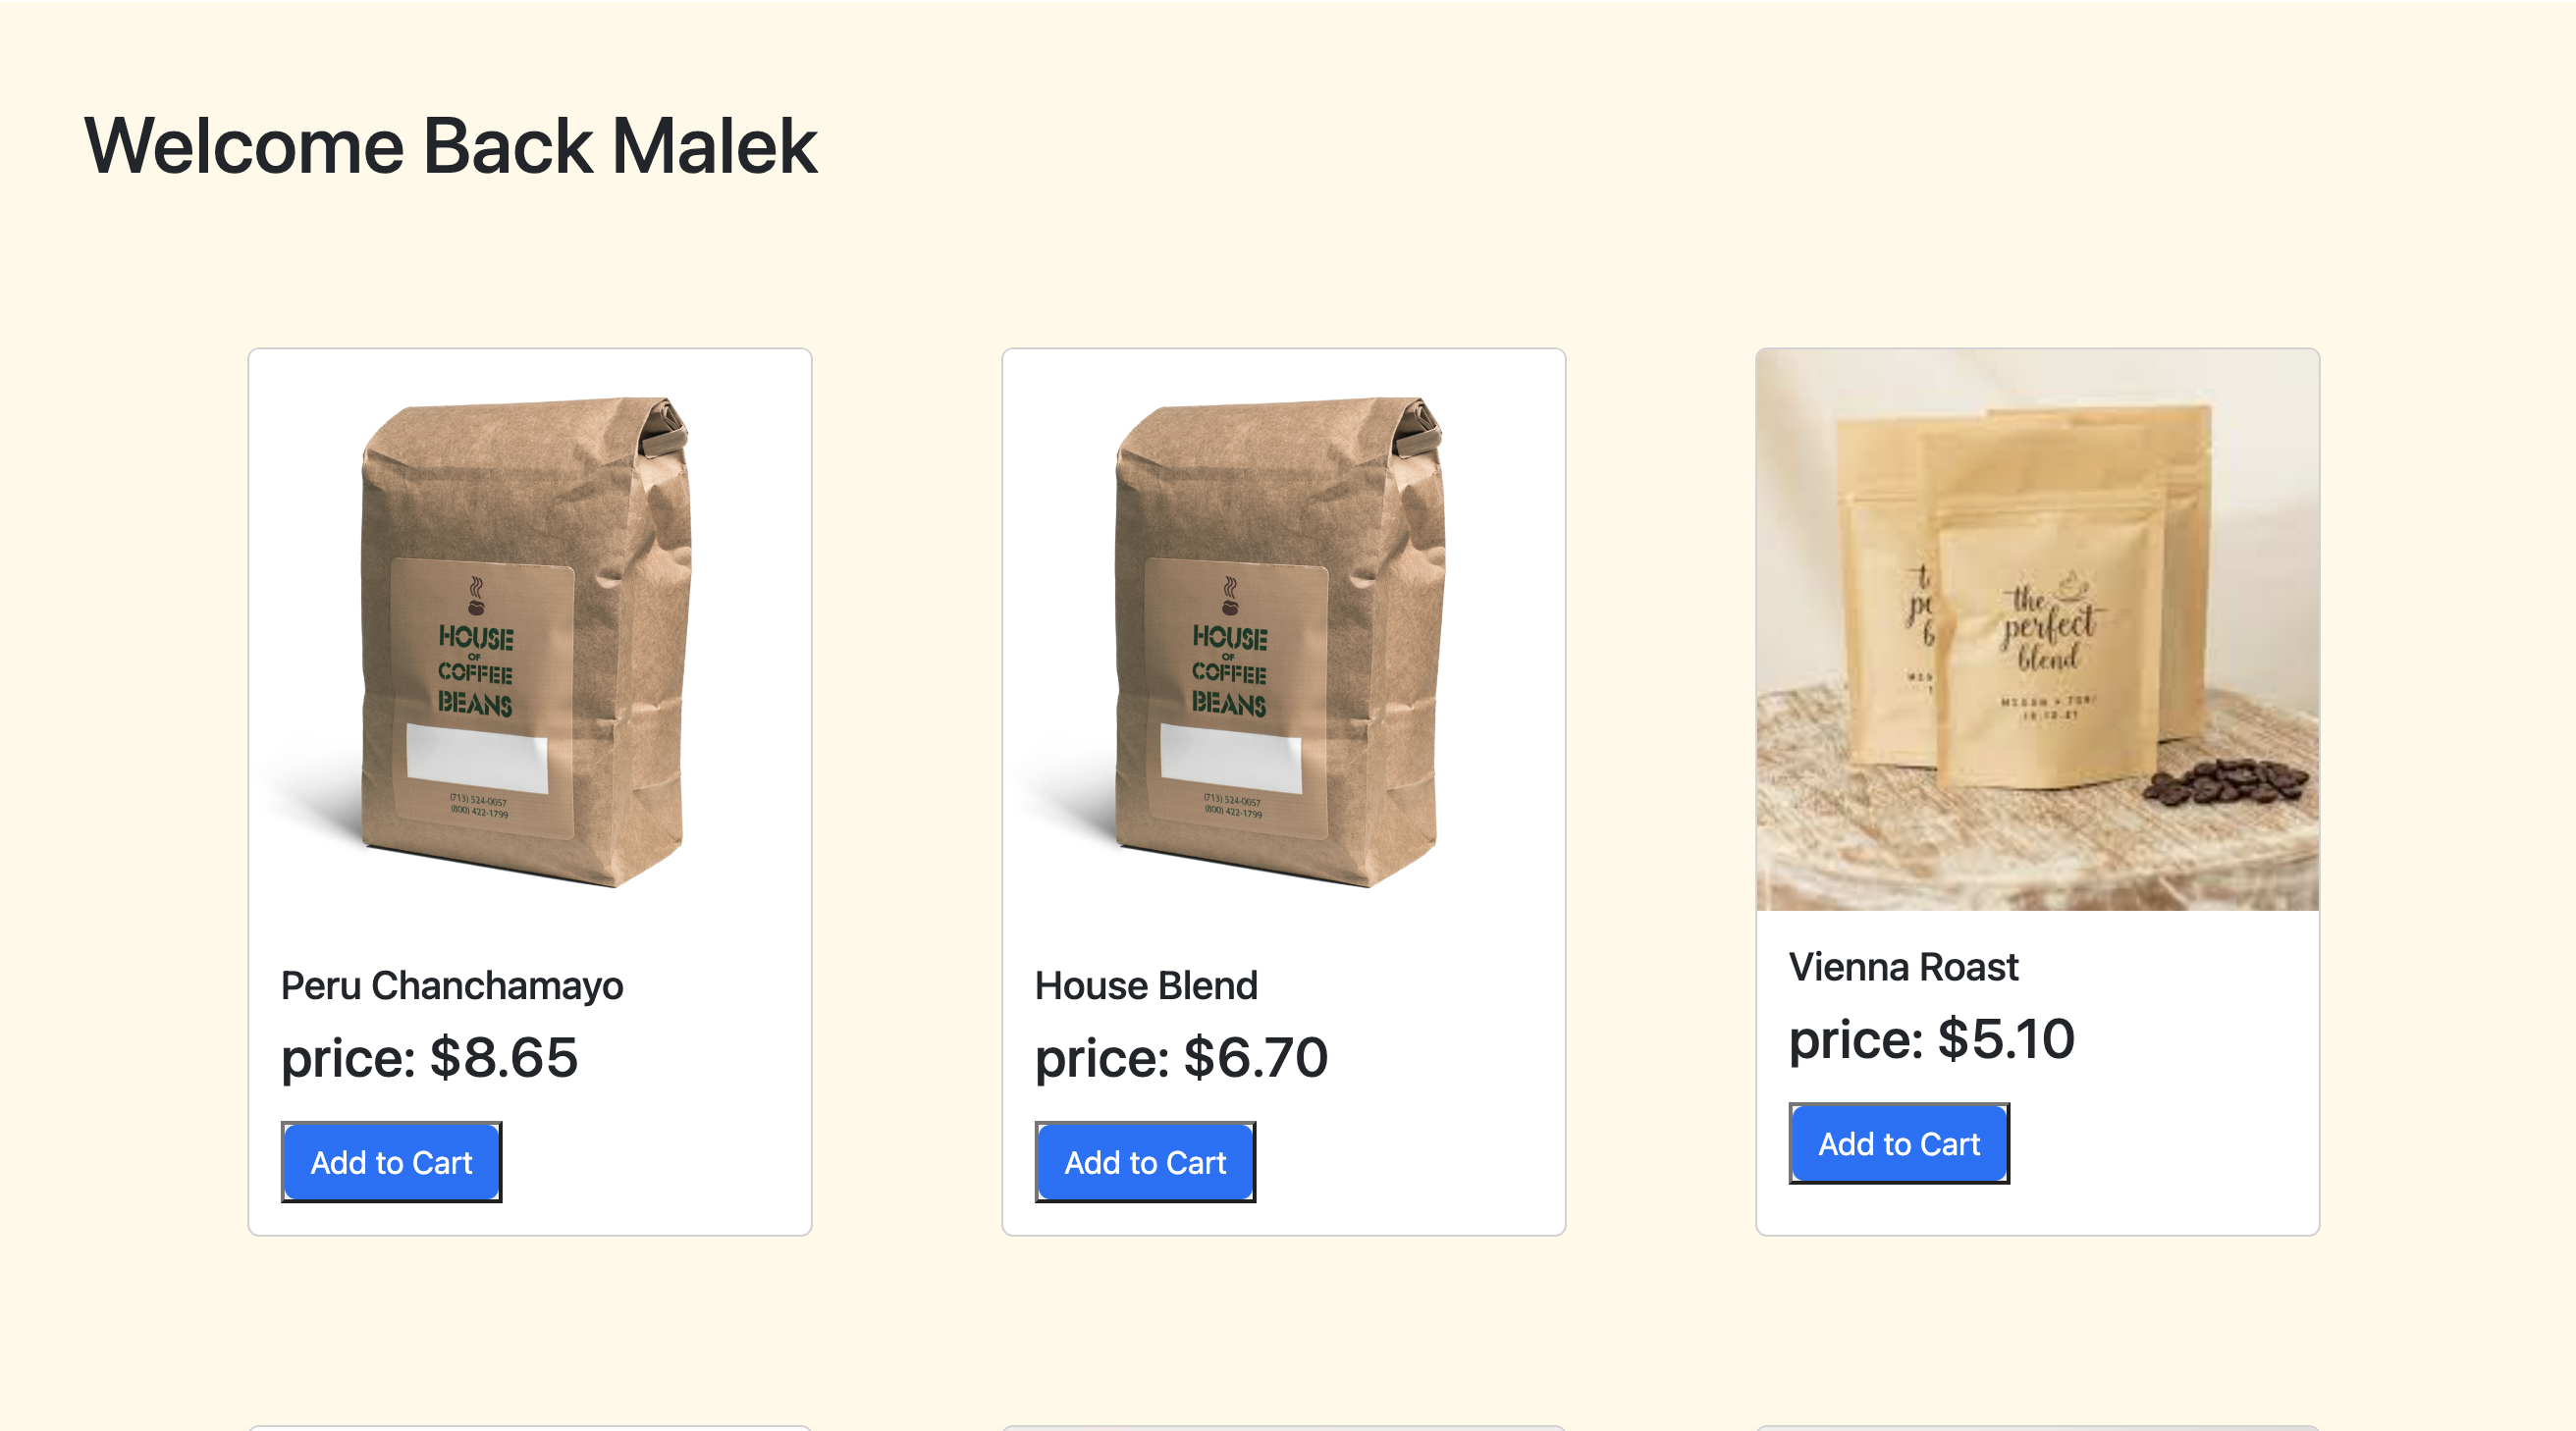 Welcome Back Malek
HOUSE
OF
COFFEE
BEANS
(713) 524-0057
(800) 422-1799
Peru Chanchamayo
price: $8.65
Add to Cart
HOUSE
OF
COFFEE
BEANS
(713) 524-0057
(800) 422-1799
House Blend
price: $6.70
Add to Cart
the
perfect
blend
Vienna Roast
price: $5.10
Add to Cart